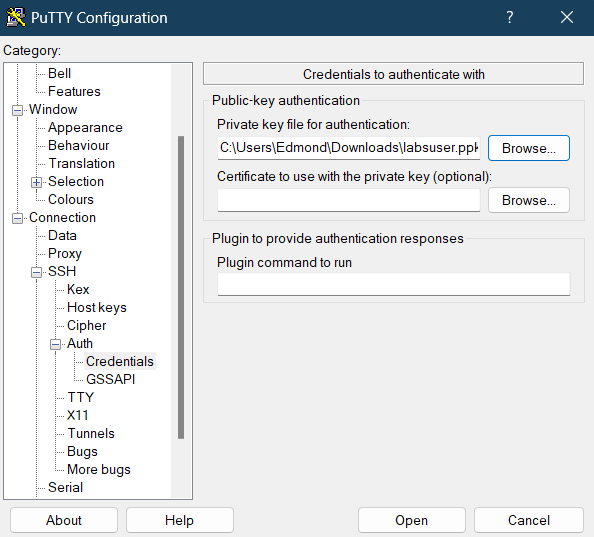 PuTTY Configuration
?
Category:
Bell
Features
Window
Appearance
Behaviour
Translation
Selection
Colours
Connection
Data
Proxy
SSH
Kex
Host keys
Cipher
Auth
Credentials
GSSAPI
TTY
X11
Tunnels
Bugs
More bugs
Serial
Credentials to authenticate with
Public-key authentication
Private key file for authentication:
C:\Users\Edmond\Downloads\labsuser.ppk
Browse...
Certificate to use with the private key (optional):
Browse...
Plugin to provide authentication responses
Plugin command to run
About
Help
Open
Cancel